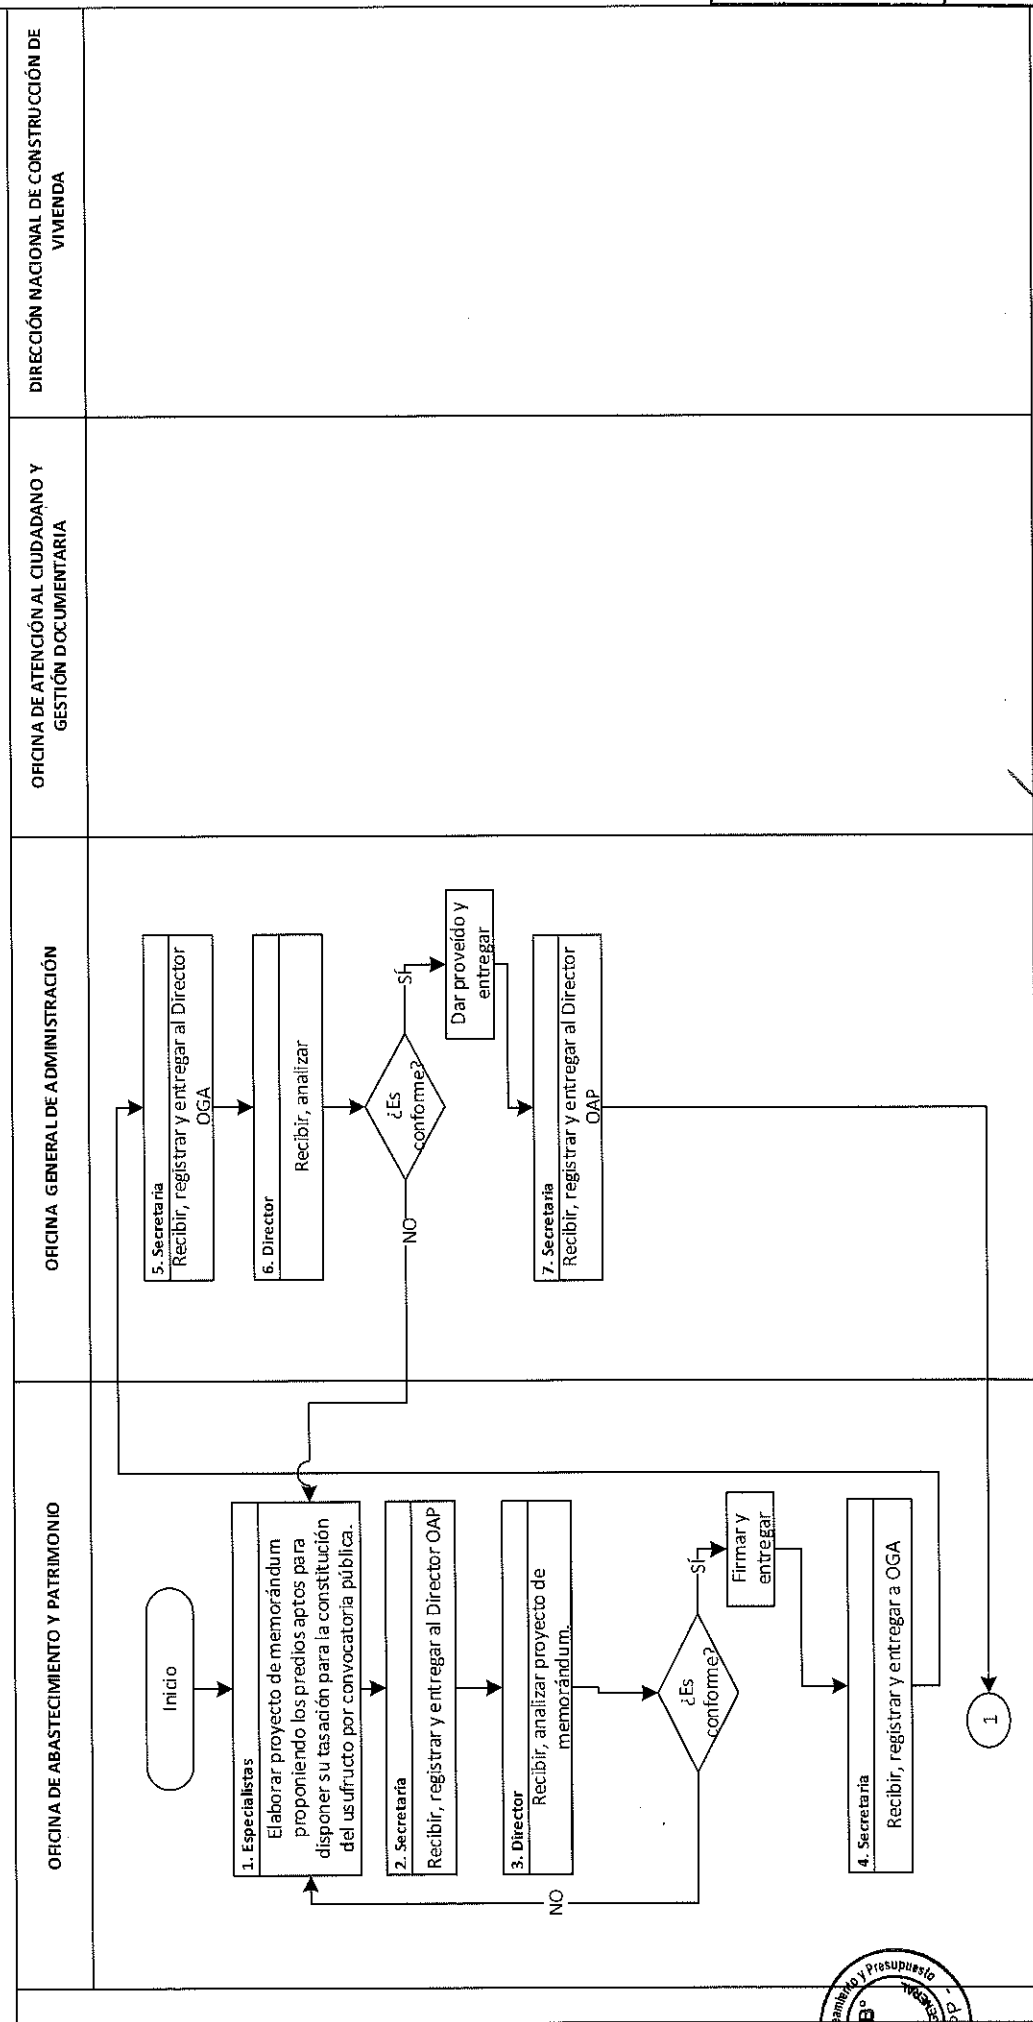 OFICINA DE ABASTECIMIENTO Y PATRIMONIO
OFICINA GENERAL DE ADMINISTRACIÓN
OFICINA DE ATENCIÓN AL CIUDADANO Y
GESTIÓN DOCUMENTARIA
DIRECCIÓN NACIONAL DE CONSTRUCCIÓN DE
VIVIENDA
Inicio
1. Especialistas
Elaborar proyecto de memorándum
proponiendo los predios aptos para
disponer su tasación para la constitución
del usufructo por convocatoria pública.
2. Secretaria
Recibir, registrar y entregar al Director OAP
3. Director
Recibir, analizar proyecto de
memorándum.
NO
¿Es
conforme?
SÍ
Firmar y
entregar
4. Secretaria
Recibir, registrar y entregar a OGA
1
5. Secretaria
Recibir, registrar y entregar al Director
OGA
6. Director
Recibir, analizar
NO
¿Es
conforme?
SÍ
Dar proveído y
entregar
7. Secretaria
Recibir, registrar y entregar al Director
OAP
y Presupuesto
B°
GENERAL